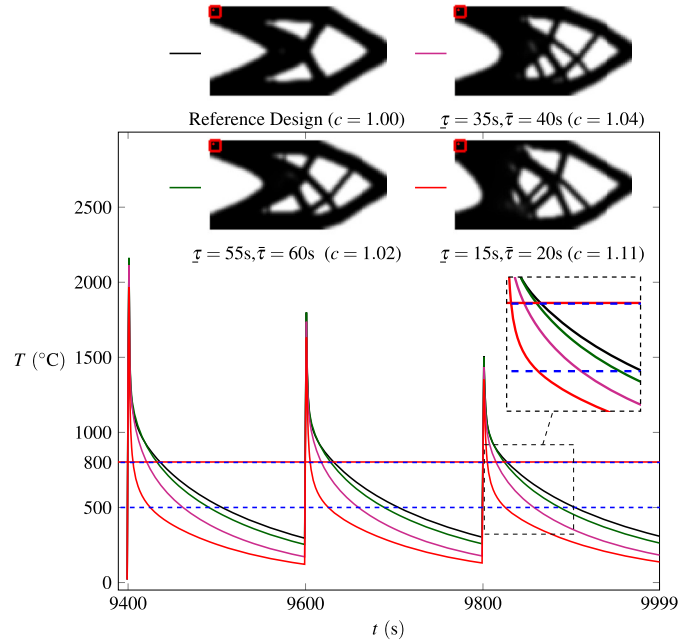 Reference Design (c = 1.00)
τ̲ = 35s, τ̄ = 40s (c = 1.04)
τ̲ = 55s, τ̄ = 60s (c = 1.02)
τ̲ = 15s, τ̄ = 20s (c = 1.11)
2500
2000
T (°C)
1500
1000
800
500
0
9400
9600
9800
9999
t (s)